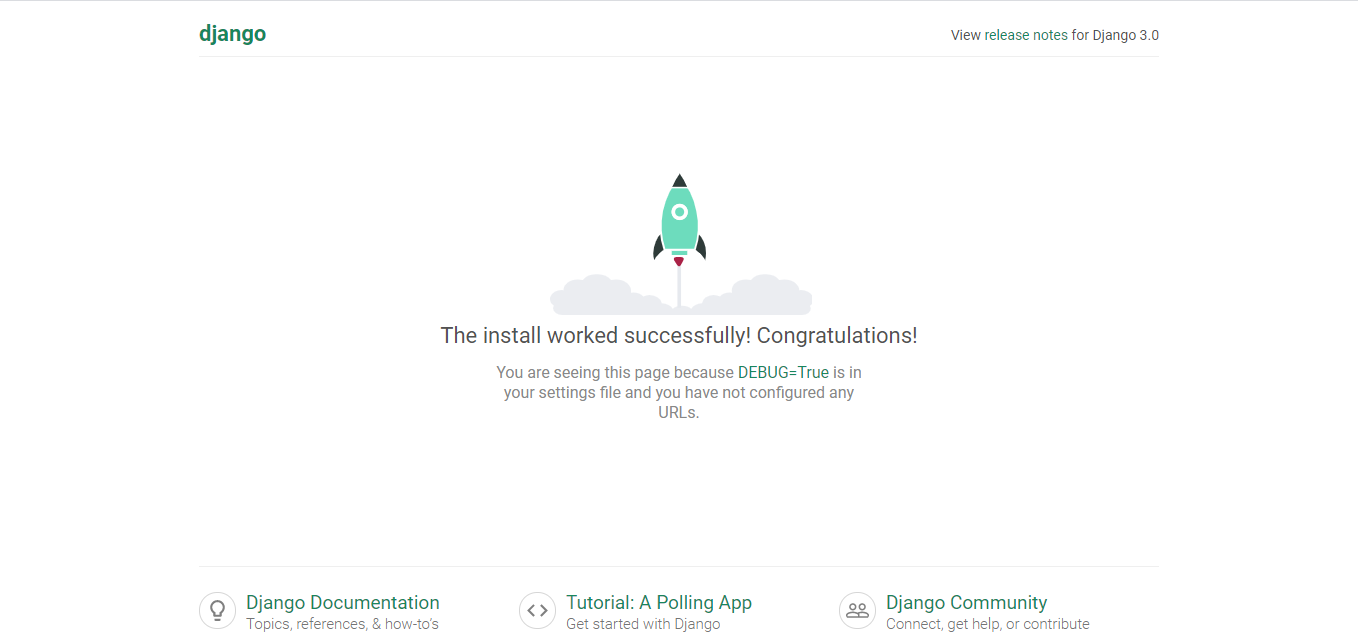 django
View release notes for Django 3.0
The install worked successfully! Congratulations!
You are seeing this page because DEBUG=True is in
your settings file and you have not configured any
URLs.
Django Documentation
Topics, references, & how-to's
Tutorial: A Polling App
Get started with Django
Django Community
Connect, get help, or contribute